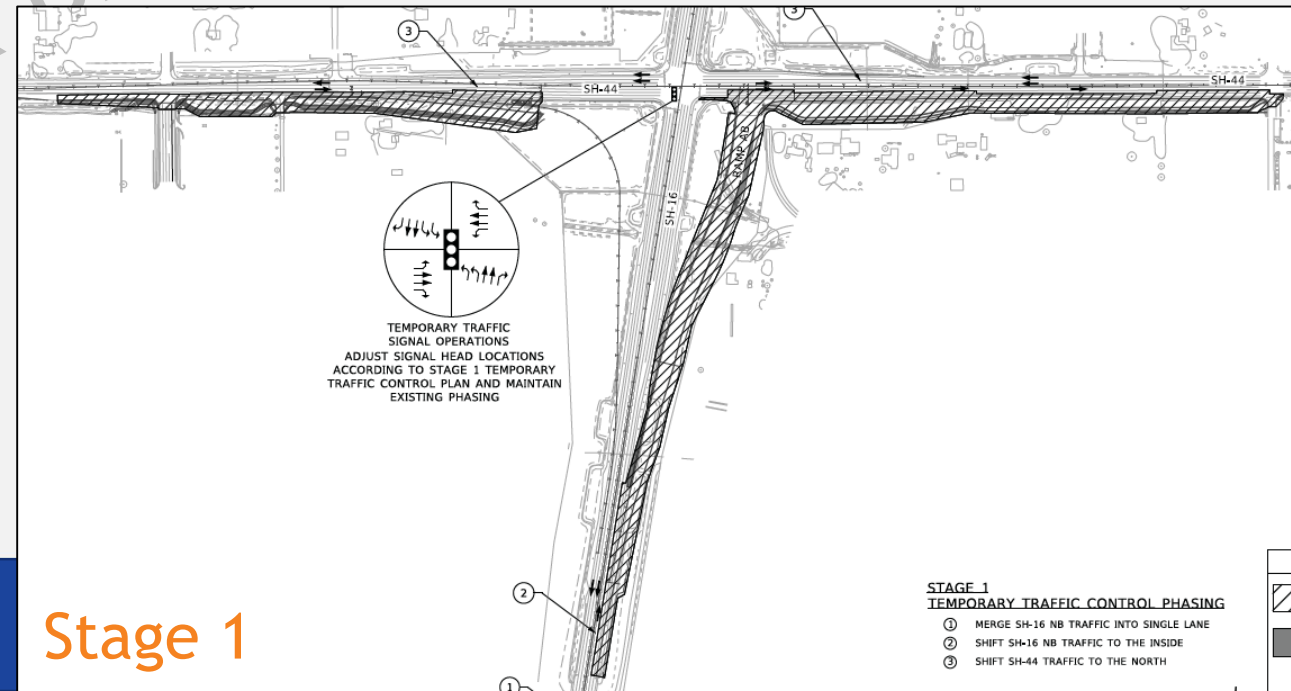 3
3
SH-44
SH-44
RAMP AB
SH-16
TEMPORARY TRAFFIC
SIGNAL OPERATIONS
ADJUST SIGNAL HEAD LOCATIONS
ACCORDING TO STAGE 1 TEMPORARY
TRAFFIC CONTROL PLAN AND MAINTAIN
EXISTING PHASING
2
1
Stage 1
STAGE 1
TEMPORARY TRAFFIC CONTROL PHASING
1 MERGE SH-16 NB TRAFFIC INTO SINGLE LANE
2 SHIFT SH-16 NB TRAFFIC TO THE INSIDE
3 SHIFT SH-44 TRAFFIC TO THE NORTH